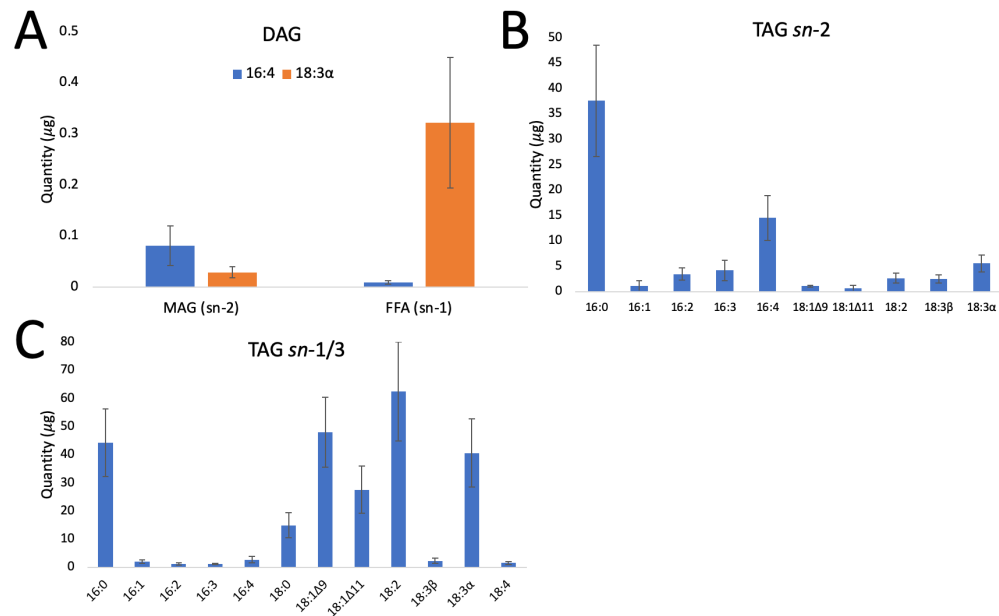 A
DAG
16:4 18:3α
Quantity (µg)
0.5
0.4
0.3
0.2
0.1
0
MAG (sn-2) FFA (sn-1)
B
TAG sn-2
Quantity (µg)
50
45
40
35
30
25
20
15
10
5
0
16:0 16:1 16:2 16:3 16:4 18:1Δ9 18:1Δ11 18:2 18:3β 18:3α
C
TAG sn-1/3
Quantity (µg)
80
70
60
50
40
30
20
10
0
16:0 16:1 16:2 16:3 16:4 18:0 18:1Δ9 18:1Δ11 18:2 18:3β 18:3α 18:4